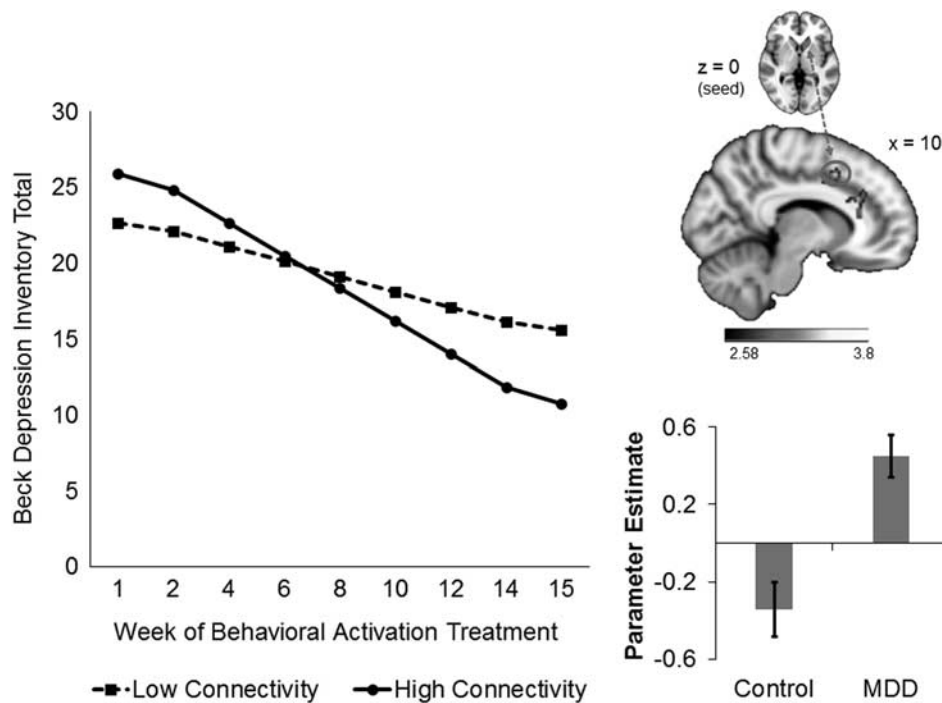 z = 0
(seed)
x = 10
2.58 3.8
Beck Depression Inventory Total
30
25
20
15
10
5
0
1 2 4 6 8 10 12 14 15
Week of Behavioral Activation Treatment
Low Connectivity High Connectivity
Parameter Estimate
0.6
0.2
-0.2
-0.6
Control MDD